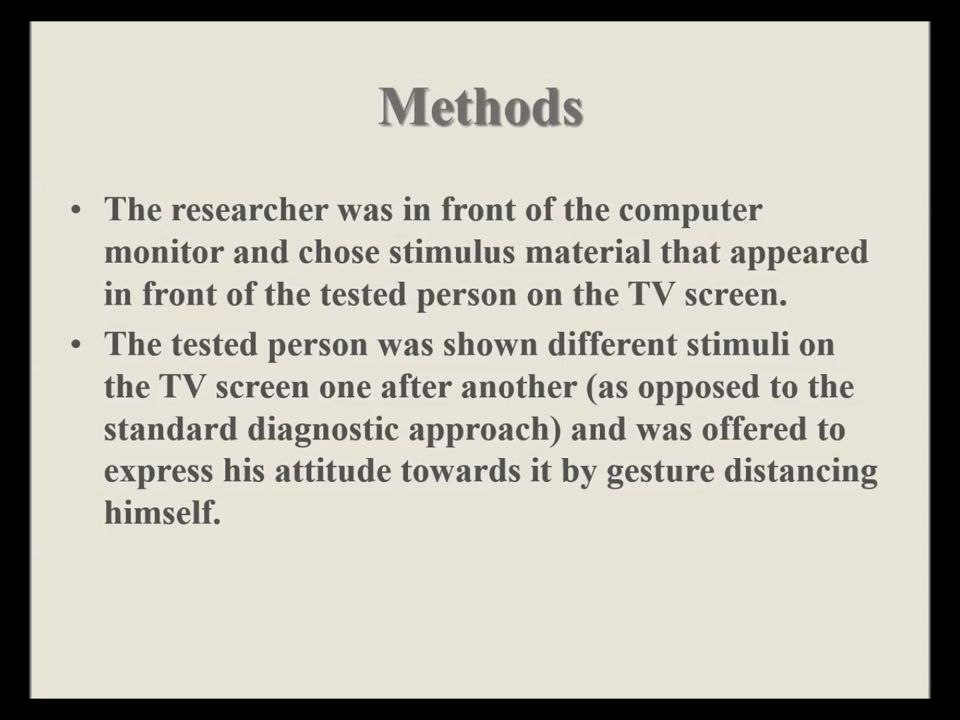 Methods
• The researcher was in front of the computer
monitor and chose stimulus material that appeared
in front of the tested person on the TV screen.
• The tested person was shown different stimuli on
the TV screen one after another (as opposed to the
standard diagnostic approach) and was offered to
express his attitude towards it by gesture distancing
himself.